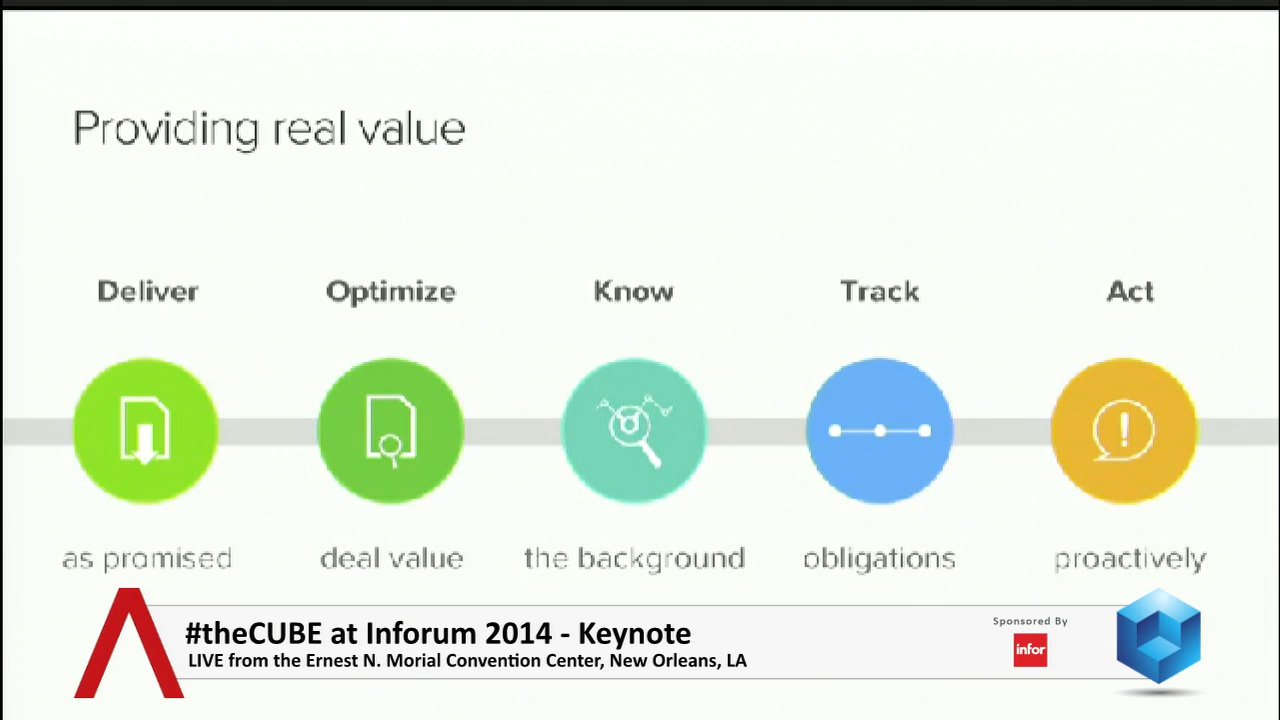 Providing real value
Deliver
as promised
Optimize
deal value
Know
the background
Track
obligations
Act
proactively
#theCUBE at Inforum 2014 - Keynote
LIVE from the Ernest N. Morial Convention Center, New Orleans, LA
Sponsored By
infor